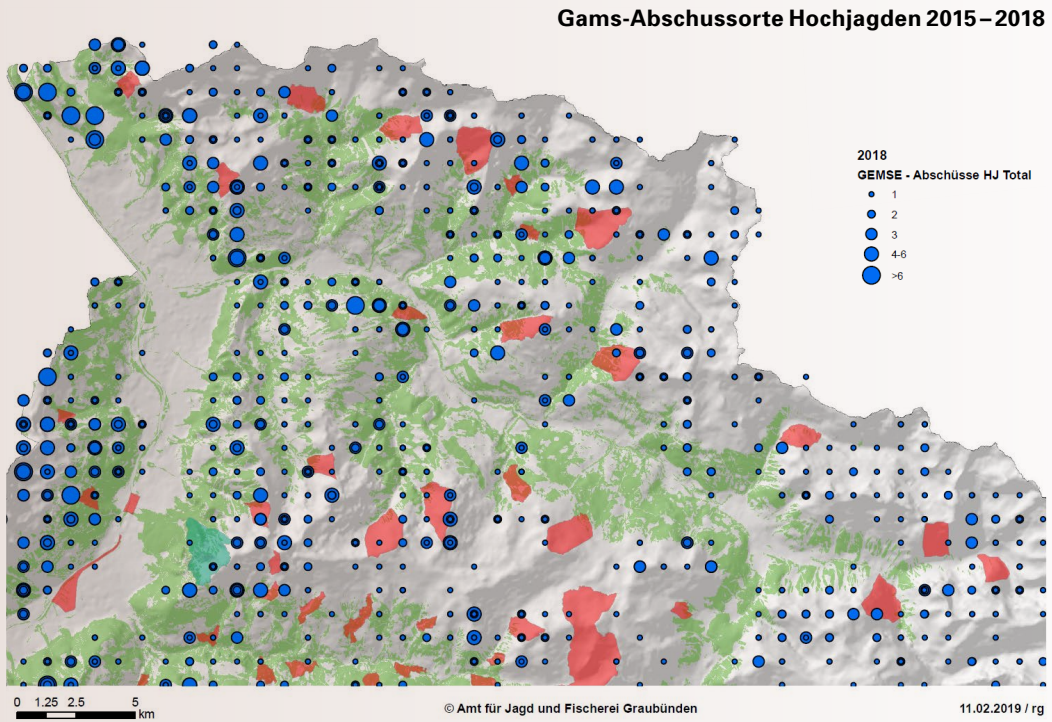 Gams-Abschussorte Hochjagden 2015–2018
2018
GEMSE - Abschüsse HJ Total
1
2
3
4-6
>6
0 1.25 2.5 5
km
© Amt für Jagd und Fischerei Graubünden
11.02.2019 / rg